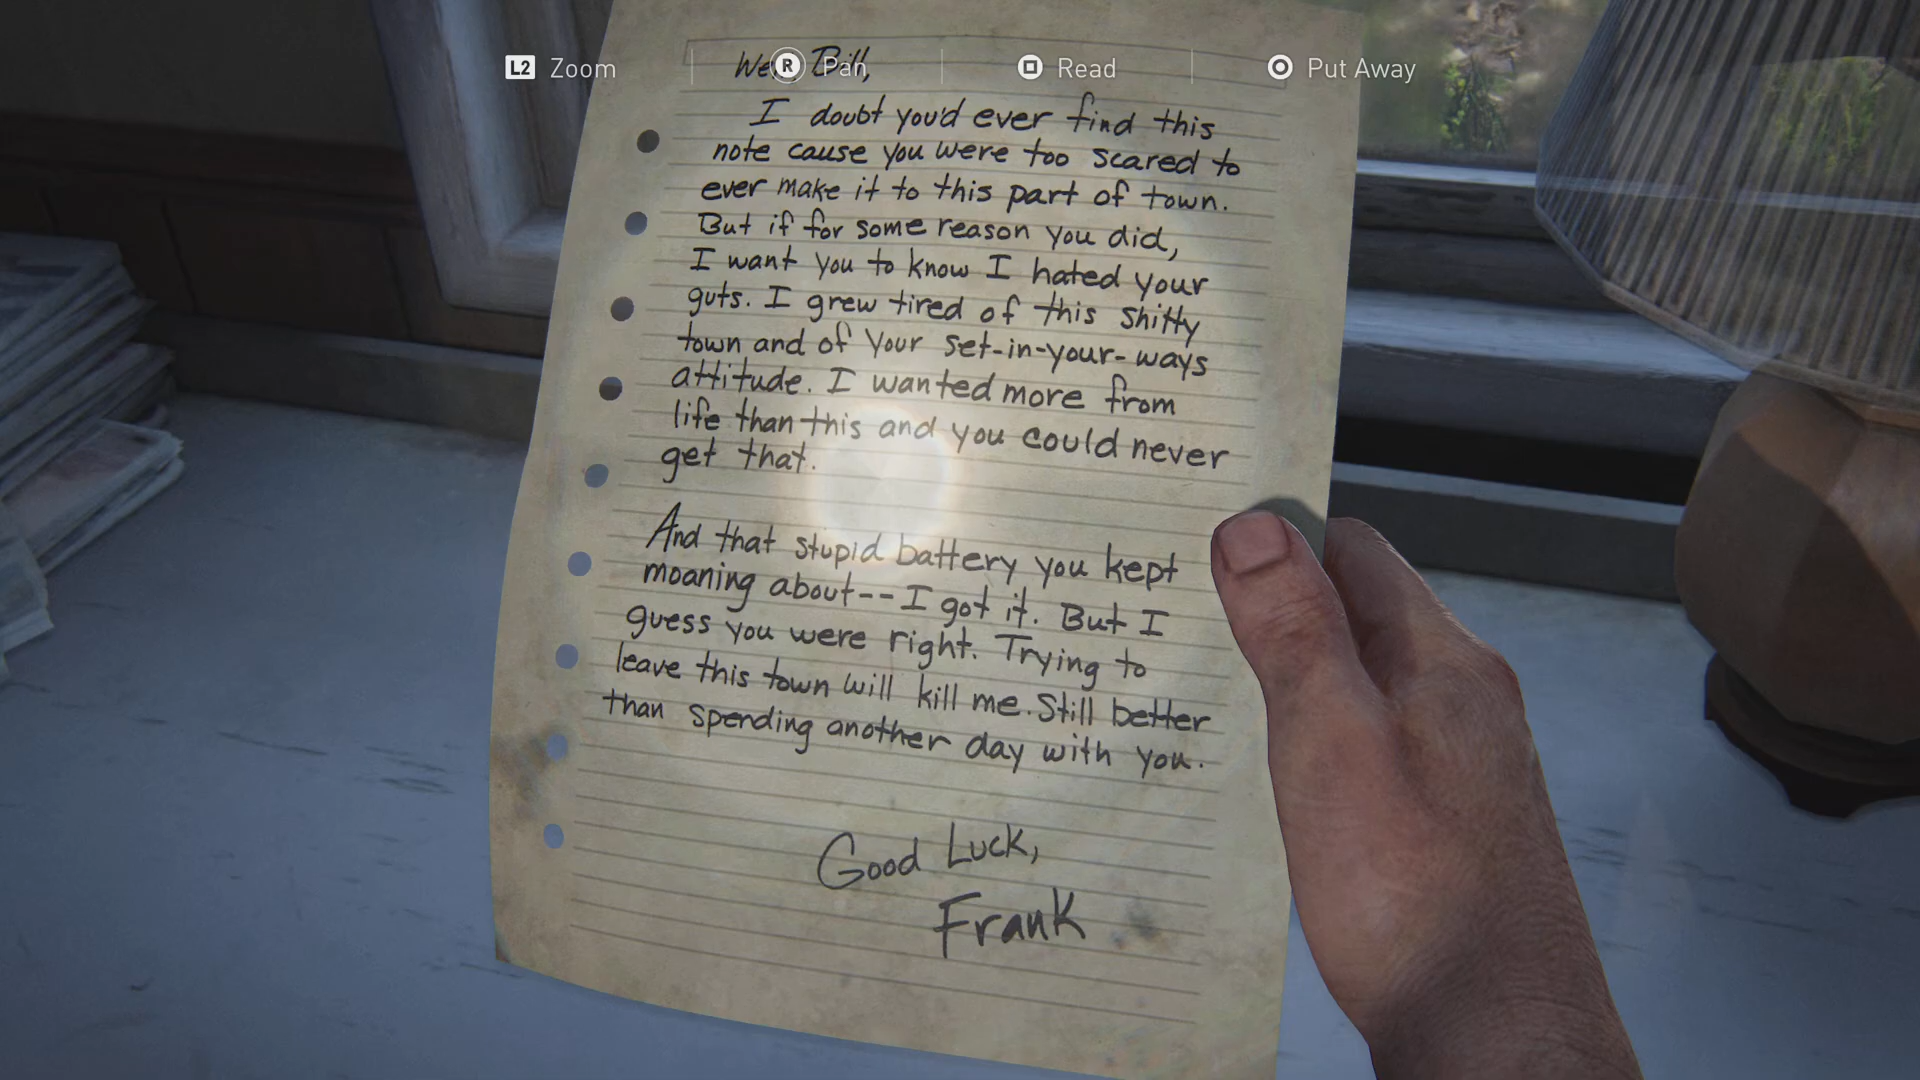 L2 Zoom R Pan Read Put Away
Well, Bill,
I doubt you'd ever find this
note cause you were too scared to
ever make it to this part of town.
But if for some reason you did,
I want you to know I hated your
guts. I grew tired of this shitty
town and of your set-in-your-ways
attitude. I wanted more from
life than this and you could never
get that.
And that stupid battery you kept
moaning about-- I got it. But I
guess you were right. Trying to
leave this town will kill me. Still better
than spending another day with you.
Good Luck,
Frank